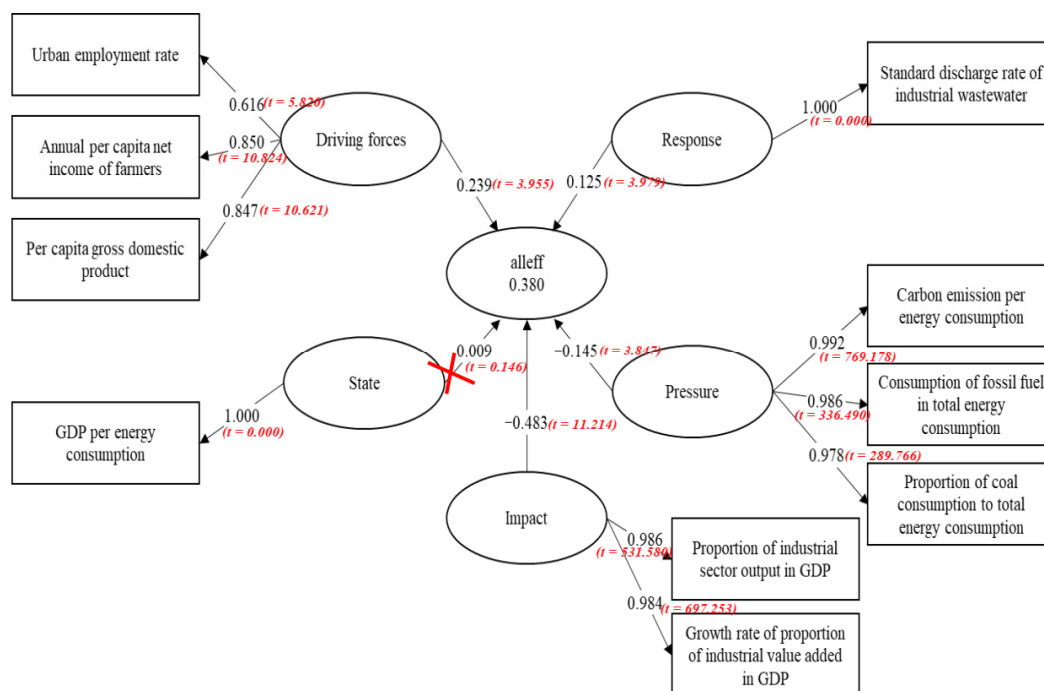 Urban employment rate
0.616 (t = 5.820)
Annual per capita net
income of farmers
0.850
(t = 10.824)
Per capita gross domestic
product
0.847 (t = 10.621)
Driving forces
0.239 (t = 3.955)
Response
1.000
(t = 0.000)
Standard discharge rate of
industrial wastewater
0.125 (t = 3.979)
alleff
0.380
State
0.009
(t = 0.146)
1.000
(t = 0.000)
GDP per energy
consumption
−0.145 (t = 3.847)
Pressure
Carbon emission per
energy consumption
0.992
(t = 769.178)
Consumption of fossil fuel
in total energy
consumption
0.986
(t = 336.490)
0.978 (t = 289.766)
Proportion of coal
consumption to total
energy consumption
−0.483 (t = 11.214)
Impact
0.986
(t = 531.580)
Proportion of industrial
sector output in GDP
0.984 (t = 697.253)
Growth rate of proportion
of industrial value added
in GDP